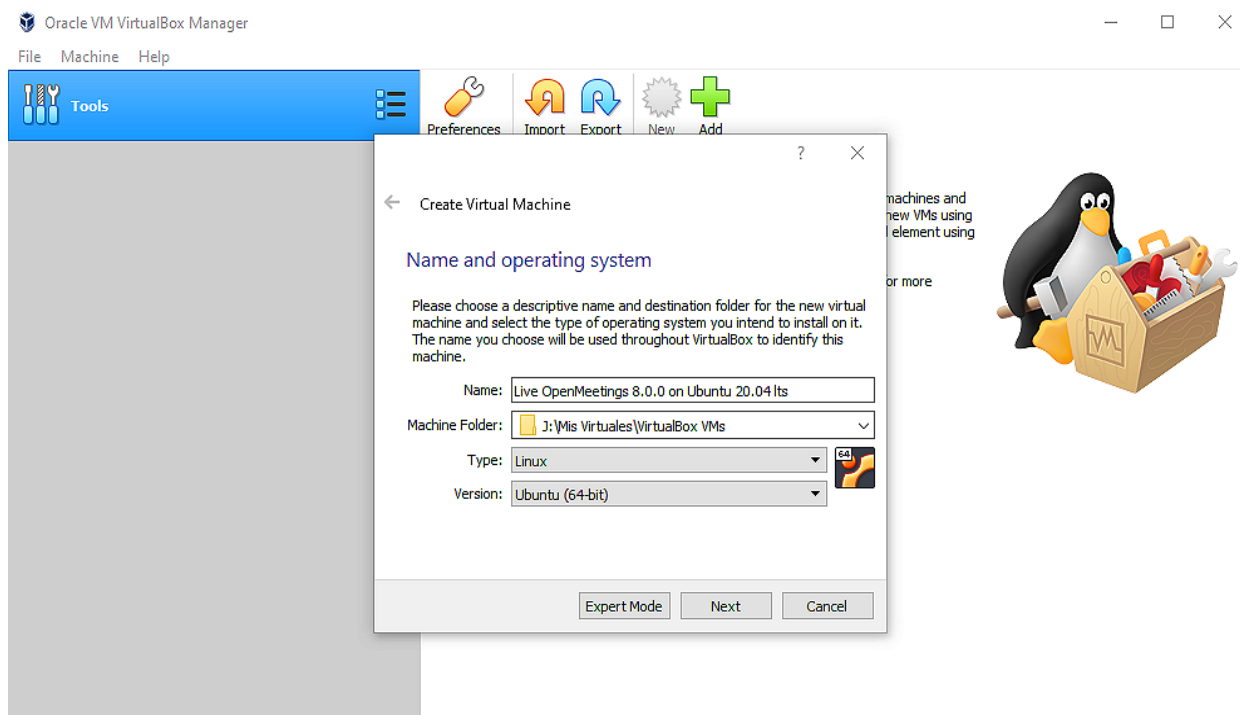 Oracle VM VirtualBox Manager
File Machine Help
Tools
Preferences Import Export New Add
machines and
new VMs using
element using
or more
?
Create Virtual Machine
Name and operating system
Please choose a descriptive name and destination folder for the new virtual
machine and select the type of operating system you intend to install on it.
The name you choose will be used throughout VirtualBox to identify this
machine.
Name: Live OpenMeetings 8.0.0 on Ubuntu 20.04 lts
Machine Folder: J:\Mis Virtuales\VirtualBox VMs
Type: Linux
64
Version: Ubuntu (64-bit)
Expert Mode Next Cancel